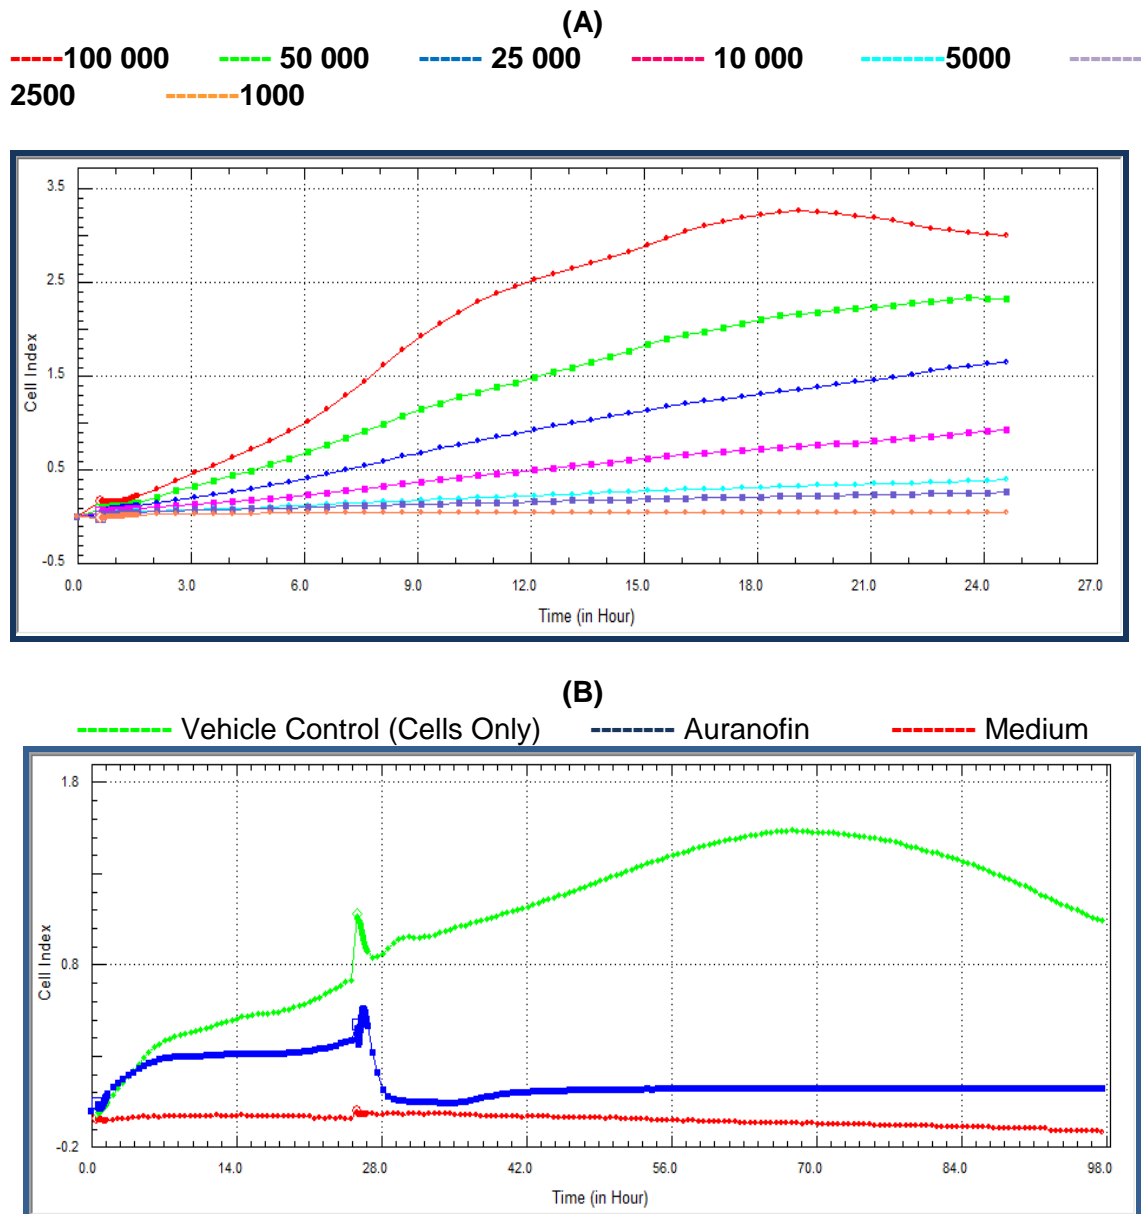 (A)
------100 000 ------ 50 000 ------ 25 000 ------ 10 000 ------5000 ------
2500 -------1000
3.5
2.5
1.5
0.5
-0.5
Cell Index
0.0 3.0 6.0 9.0 12.0 15.0 18.0 21.0 24.0 27.0
Time (in Hour)
(B)
--------- Vehicle Control (Cells Only) -------- Auranofin -------- Medium
1.8
0.8
-0.2
Cell Index
0.0 14.0 28.0 42.0 56.0 70.0 84.0 98.0
Time (in Hour)